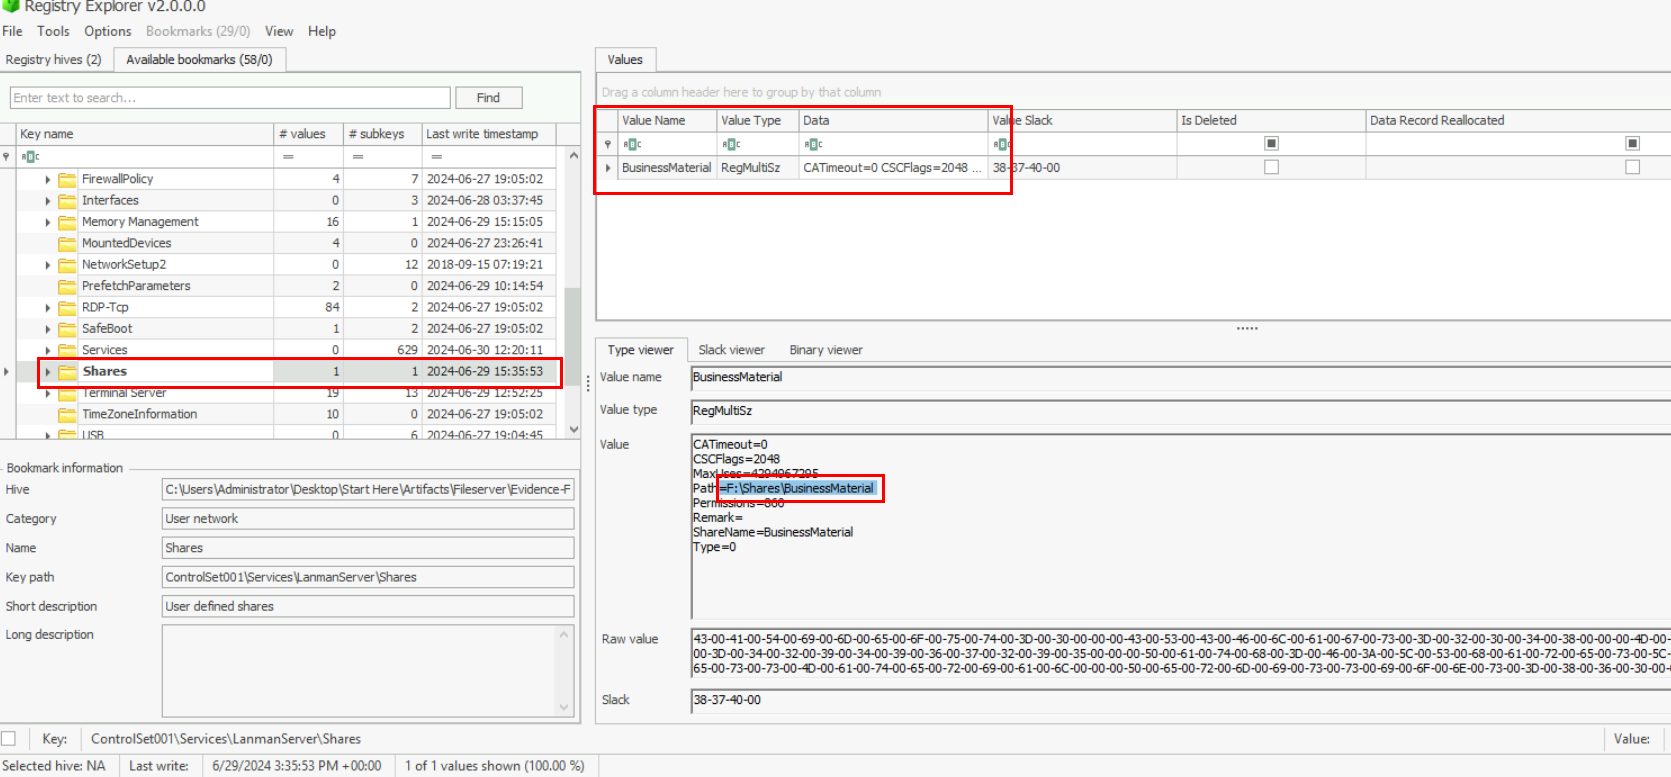 Registry Explorer v2.0.0.0
File Tools Options Bookmarks (29/0) View Help
Registry hives (2) Available bookmarks (58/0)
Enter text to search... Find
Key name # values # subkeys Last write timestamp
= = =
FirewallPolicy 4 7 2024-06-27 19:05:02
Interfaces 0 3 2024-06-28 03:37:45
Memory Management 16 1 2024-06-29 15:15:05
MountedDevices 4 0 2024-06-27 23:26:41
NetworkSetup2 0 12 2018-09-15 07:19:21
PrefetchParameters 2 0 2024-06-29 10:14:54
RDP-Tcp 84 2 2024-06-27 19:05:02
SafeBoot 1 2 2024-06-27 19:05:02
Services 0 629 2024-06-30 12:20:11
Shares 1 1 2024-06-29 15:35:53
Terminal Server 19 13 2024-06-29 12:52:25
TimeZoneInformation 10 0 2024-06-27 19:05:02
USB 0 6 2024-06-27 19:04:45
Bookmark information
Hive C:\Users\Administrator\Desktop\Start Here\Artifacts\Fileserver\Evidence-F
Category User network
Name Shares
Key path ControlSet001\Services\LanmanServer\Shares
Short description User defined shares
Long description
Values
Drag a column header here to group by that column
Value Name Value Type Data Value Slack Is Deleted Data Record Reallocated
BusinessMaterial RegMultiSz CATimeout=0 CSCFlags=2048 ... 38-37-40-00
Type viewer Slack viewer Binary viewer
Value name BusinessMaterial
Value type RegMultiSz
Value CATimeout=0
CSCFlags=2048
MaxUses=4294967295
Path=F:\Shares\BusinessMaterial
Permissions=860
Remark=
ShareName=BusinessMaterial
Type=0
Raw value 43-00-41-00-54-00-69-00-6D-00-65-00-6F-00-75-00-74-00-3D-00-30-00-00-00-43-00-53-00-43-00-46-00-6C-00-61-00-67-00-73-00-3D-00-32-00-30-00-34-00-38-00-00-00-4D-00-
00-3D-00-34-00-32-00-39-00-34-00-39-00-36-00-37-00-32-00-39-00-35-00-00-00-50-00-61-00-74-00-68-00-3D-00-46-00-3A-00-5C-00-53-00-68-00-61-00-72-00-65-00-73-00-5C-
65-00-73-00-73-00-4D-00-61-00-74-00-65-00-72-00-69-00-61-00-6C-00-00-00-50-00-65-00-72-00-6D-00-69-00-73-00-73-00-69-00-6F-00-6E-00-73-00-3D-00-38-00-36-00-30-00-
Slack 38-37-40-00
Key: ControlSet001\Services\LanmanServer\Shares Value:
Selected hive: NA Last write: 6/29/2024 3:35:53 PM +00:00 1 of 1 values shown (100.00 %)